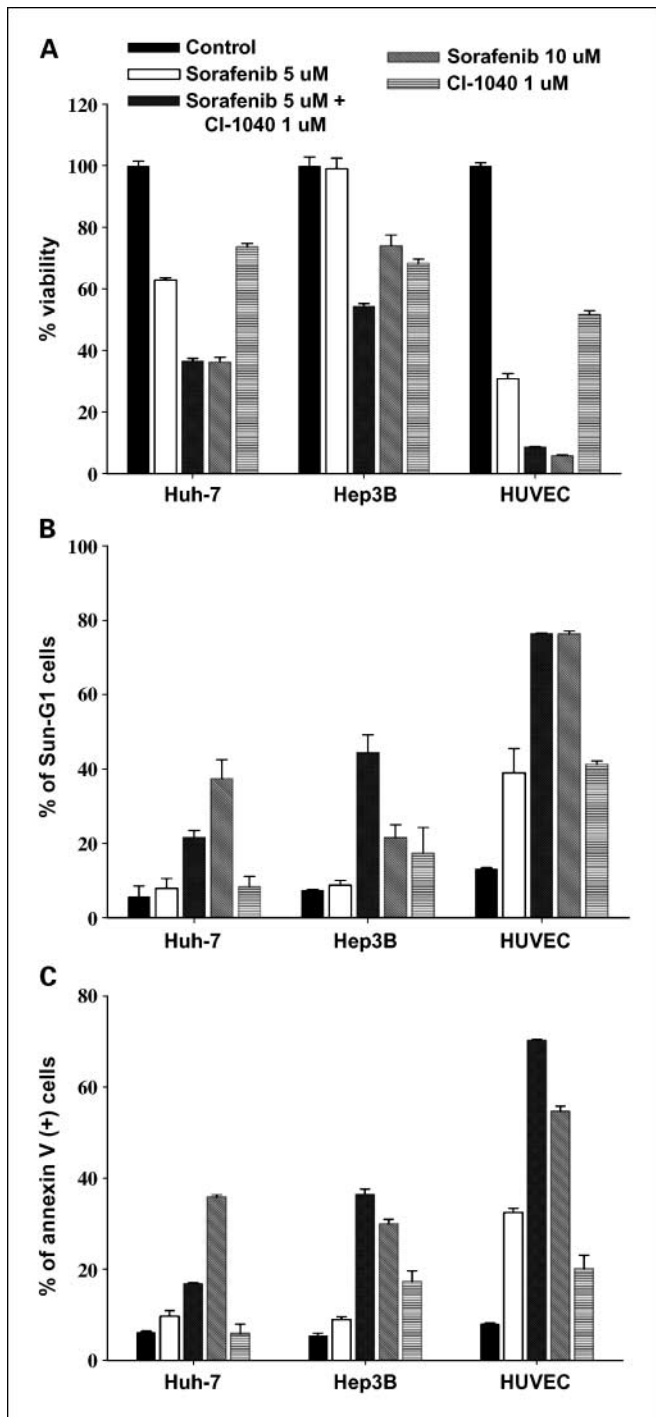 A
Control
Sorafenib 5 uM
Sorafenib 5 uM +
CI-1040 1 uM
Sorafenib 10 uM
CI-1040 1 uM
% viability
120
100
80
60
40
20
0
Huh-7 Hep3B HUVEC
B
% of Sun-G1 cells
100
80
60
40
20
0
Huh-7 Hep3B HUVEC
C
% of annexin V (+) cells
80
60
40
20
0
Huh-7 Hep3B HUVEC